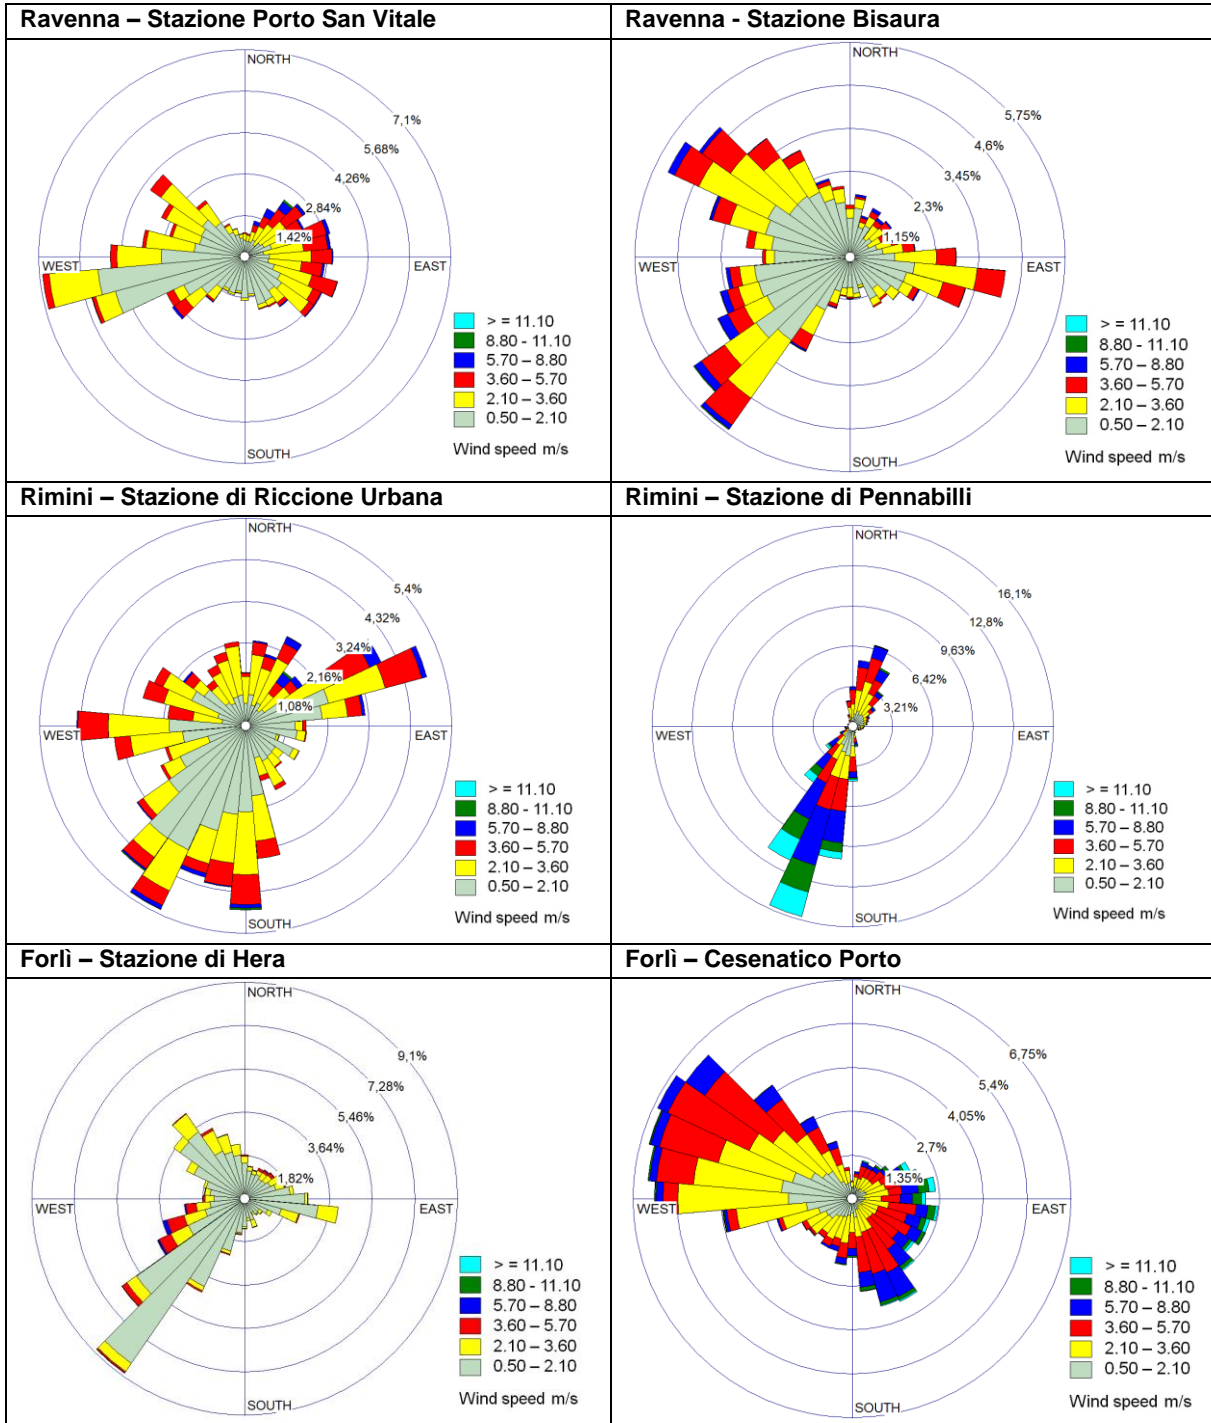 Ravenna – Stazione Porto San Vitale
NORTH
7,1%
5,68%
4,26%
2,84%
1,42%
WEST
EAST
SOUTH
> = 11.10
8.80 - 11.10
5.70 – 8.80
3.60 – 5.70
2.10 – 3.60
0.50 – 2.10
Wind speed m/s
Ravenna - Stazione Bisaura
NORTH
5,75%
4,6%
3,45%
2,3%
1,15%
WEST
EAST
SOUTH
> = 11.10
8.80 - 11.10
5.70 – 8.80
3.60 – 5.70
2.10 – 3.60
0.50 – 2.10
Wind speed m/s
Rimini – Stazione di Riccione Urbana
NORTH
5,4%
4,32%
3,24%
2,16%
1,08%
WEST
EAST
SOUTH
> = 11.10
8.80 - 11.10
5.70 – 8.80
3.60 – 5.70
2.10 – 3.60
0.50 – 2.10
Wind speed m/s
Rimini – Stazione di Pennabilli
NORTH
16,1%
12,8%
9,63%
6,42%
3,21%
WEST
EAST
SOUTH
> = 11.10
8.80 - 11.10
5.70 – 8.80
3.60 – 5.70
2.10 – 3.60
0.50 – 2.10
Wind speed m/s
Forlì – Stazione di Hera
NORTH
9,1%
7,28%
5,46%
3,64%
1,82%
WEST
EAST
SOUTH
> = 11.10
8.80 - 11.10
5.70 – 8.80
3.60 – 5.70
2.10 – 3.60
0.50 – 2.10
Wind speed m/s
Forlì – Cesenatico Porto
NORTH
6,75%
5,4%
4,05%
2,7%
1,35%
WEST
EAST
SOUTH
> = 11.10
8.80 - 11.10
5.70 – 8.80
3.60 – 5.70
2.10 – 3.60
0.50 – 2.10
Wind speed m/s